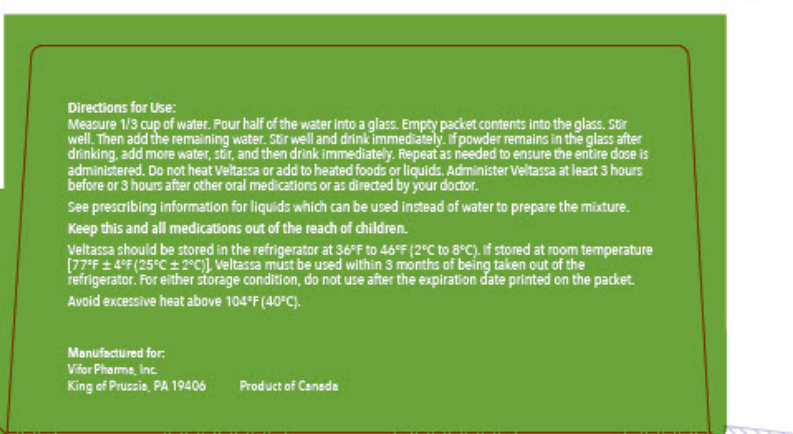 Directions for Use:
Measure 1/3 cup of water. Pour half of the water into a glass. Empty packet contents into the glass. Stir
well. Then add the remaining water. Stir well and drink immediately. If powder remains in the glass after
drinking, add more water, stir, and then drink immediately. Repeat as needed to ensure the entire dose is
administered. Do not heat Veltassa or add to heated foods or liquids. Administer Veltassa at least 3 hours
before or 3 hours after other oral medications or as directed by your doctor.
See prescribing information for liquids which can be used instead of water to prepare the mixture.
Keep this and all medications out of the reach of children.
Veltassa should be stored in the refrigerator at 36°F to 46°F (2°C to 8°C). If stored at room temperature
[77°F ± 4°F (25°C ± 2°C)], Veltassa must be used within 3 months of being taken out of the
refrigerator. For either storage condition, do not use after the expiration date printed on the packet.
Avoid excessive heat above 104°F (40°C).
Manufactured for:
Vifor Pharma, Inc.
King of Prussia, PA 19406 Product of Canada